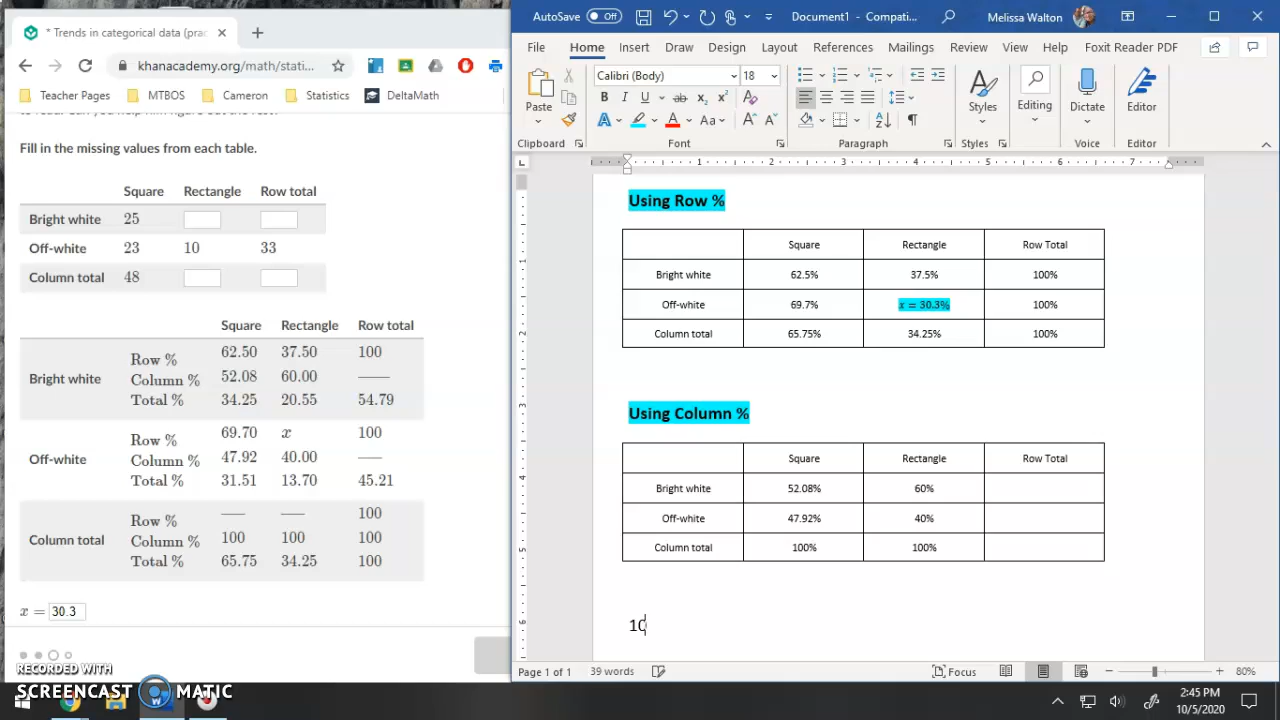 * Trends in categorical data (prac
khanacademy.org/math/stati...
Teacher Pages MTBOS Cameron Statistics DeltaMath
Fill in the missing values from each table.
Square Rectangle Row total
Bright white 25
Off-white 23 10 33
Column total 48
Square Rectangle Row total
Bright white
Row % 62.50 37.50 100
Column % 52.08 60.00 —
Total % 34.25 20.55 54.79
Off-white
Row % 69.70 x 100
Column % 47.92 40.00 —
Total % 31.51 13.70 45.21
Column total
Row % — — 100
Column % 100 100 100
Total % 65.75 34.25 100
x = 30.3
RECORDED WITH
SCREENCAST MATIC
AutoSave Off Document1 - Compati... Melissa Walton
File Home Insert Draw Design Layout References Mailings Review View Help Foxit Reader PDF
Calibri (Body) 18
Paste Styles Editing Dictate Editor
Clipboard Font Paragraph Styles Voice Editor
Using Row %
Square Rectangle Row Total
Bright white 62.5% 37.5% 100%
Off-white 69.7% x = 30.3% 100%
Column total 65.75% 34.25% 100%
Using Column %
Square Rectangle Row Total
Bright white 52.08% 60%
Off-white 47.92% 40%
Column total 100% 100%
10
Page 1 of 1 39 words Focus 80%
2:45 PM
10/5/2020